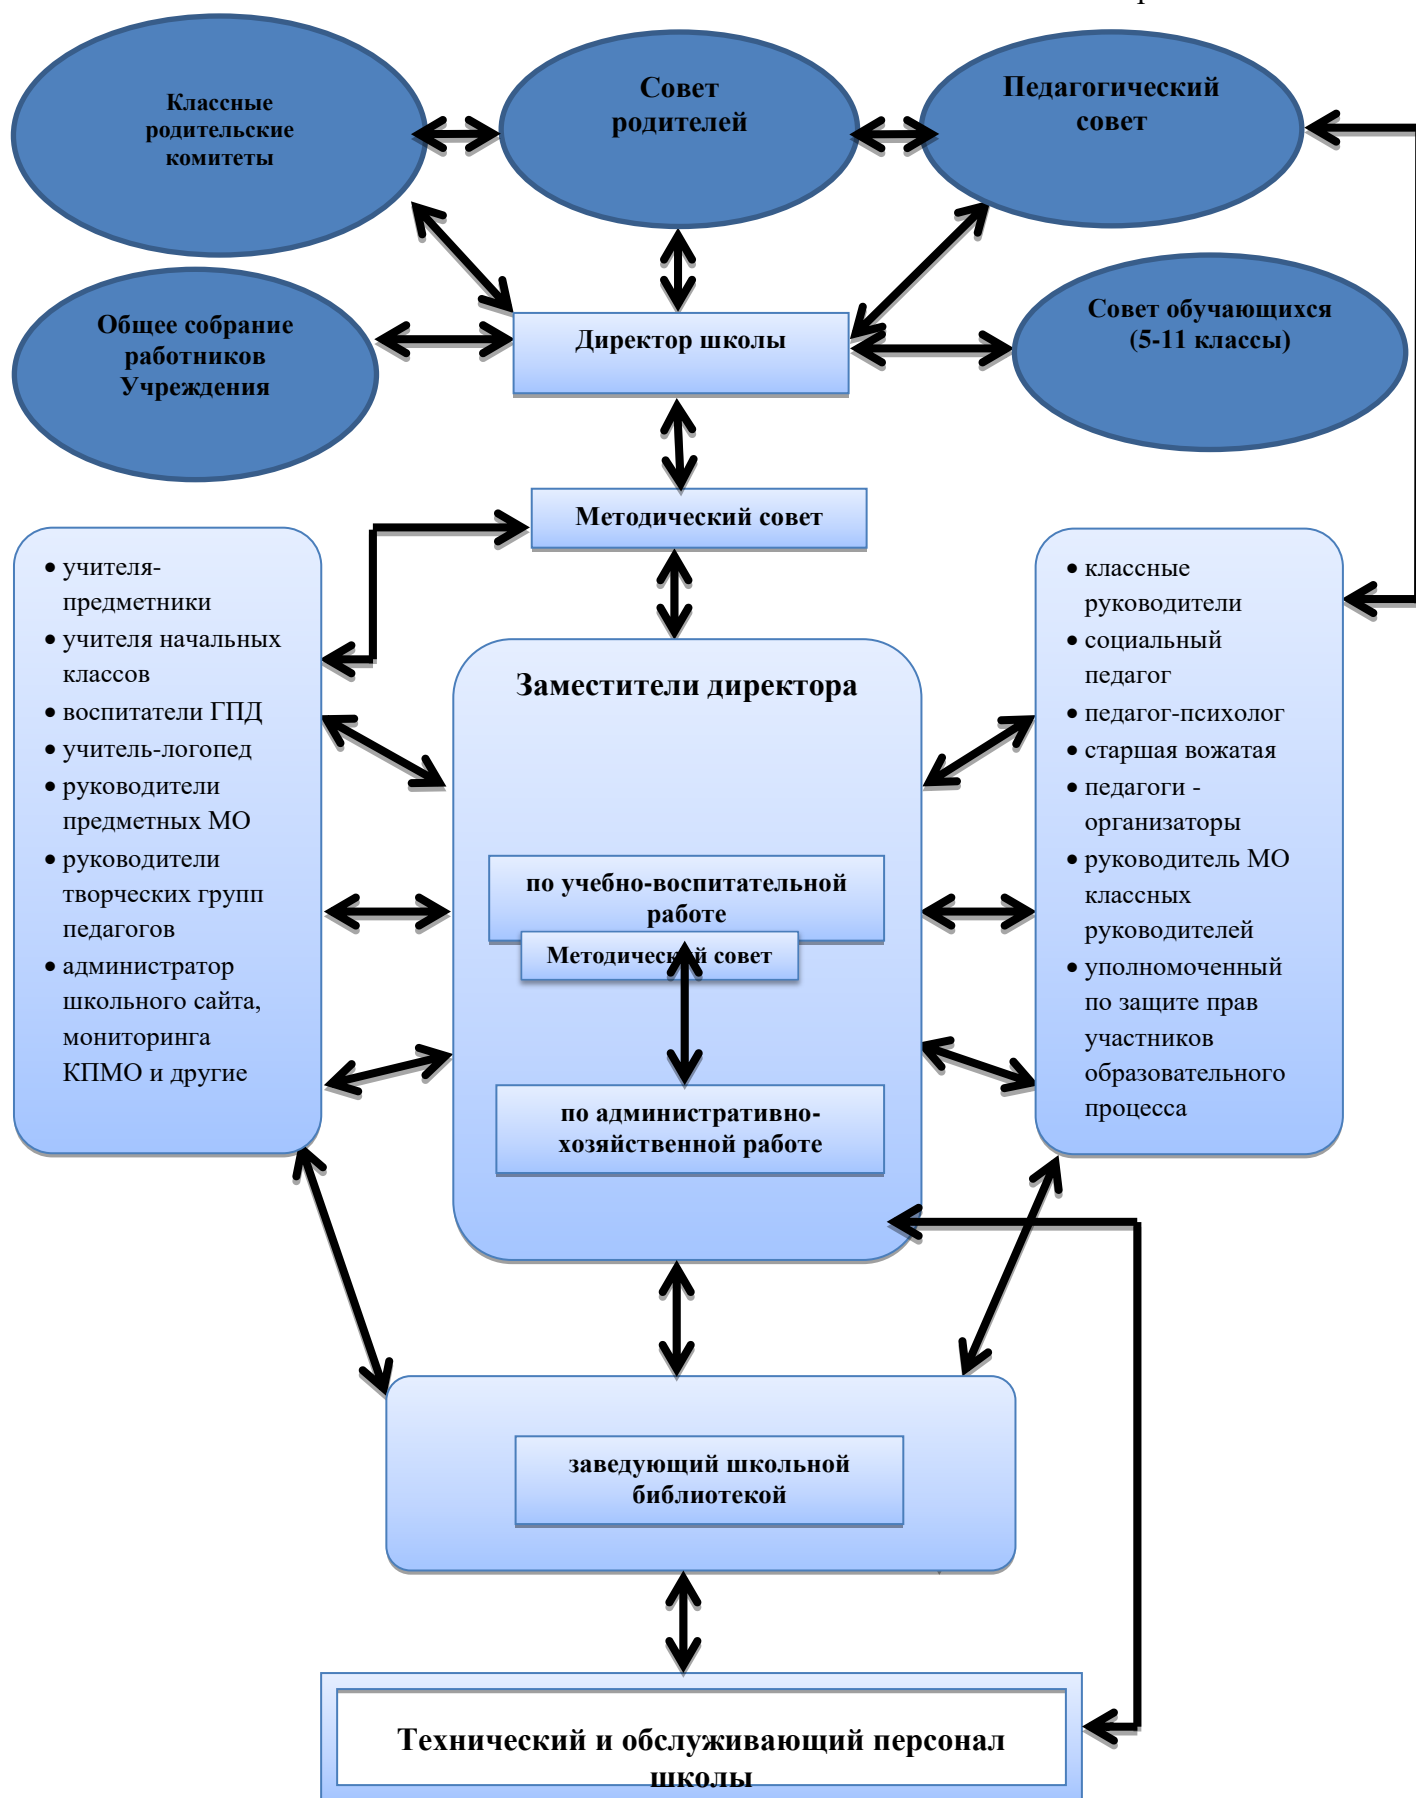 Классные
родительские
комитеты
Совет
родителей
Педагогический
совет
Общее собрание
работников
Учреждения
Директор школы
Совет обучающихся
(5-11 классы)
Методический совет
• учителя-
предметники
• учителя начальных
классов
• воспитатели ГПД
• учитель-логопед
• руководители
предметных МО
• руководители
творческих групп
педагогов
• администратор
школьного сайта,
мониторинга
КПМО и другие
Заместители директора
по учебно-воспитательной
работе
Методический совет
по административно-
хозяйственной работе
• классные
руководители
• социальный
педагог
• педагог-психолог
• старшая вожатая
• педагоги -
организаторы
• руководитель МО
классных
руководителей
• уполномоченный
по защите прав
участников
образовательного
процесса
заведующий школьной
библиотекой
Технический и обслуживающий персонал
школы